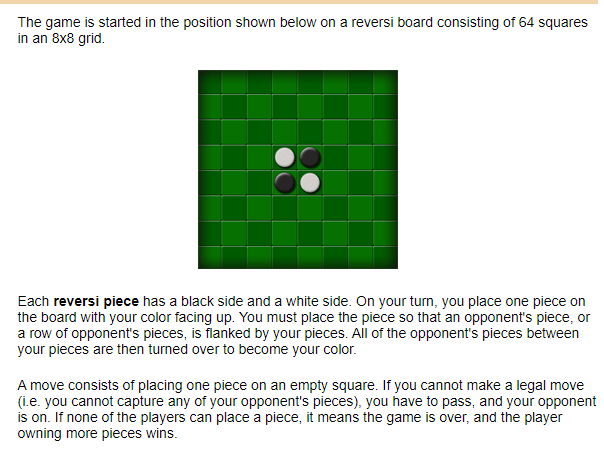 The game is started in the position shown below on a reversi board consisting of 64 squares
in an 8x8 grid.
Each reversi piece has a black side and a white side. On your turn, you place one piece on
the board with your color facing up. You must place the piece so that an opponent's piece, or
a row of opponent's pieces, is flanked by your pieces. All of the opponent's pieces between
your pieces are then turned over to become your color.
A move consists of placing one piece on an empty square. If you cannot make a legal move
(i.e. you cannot capture any of your opponent's pieces), you have to pass, and your opponent
is on. If none of the players can place a piece, it means the game is over, and the player
owning more pieces wins.